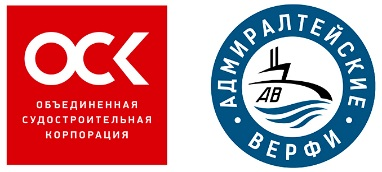 ОСК
ОБЪЕДИНЕННАЯ
СУДОСТРОИТЕЛЬНАЯ
КОРПОРАЦИЯ
АДМИРАЛТЕЙСКИЕ
АВ
ВЕРФИ